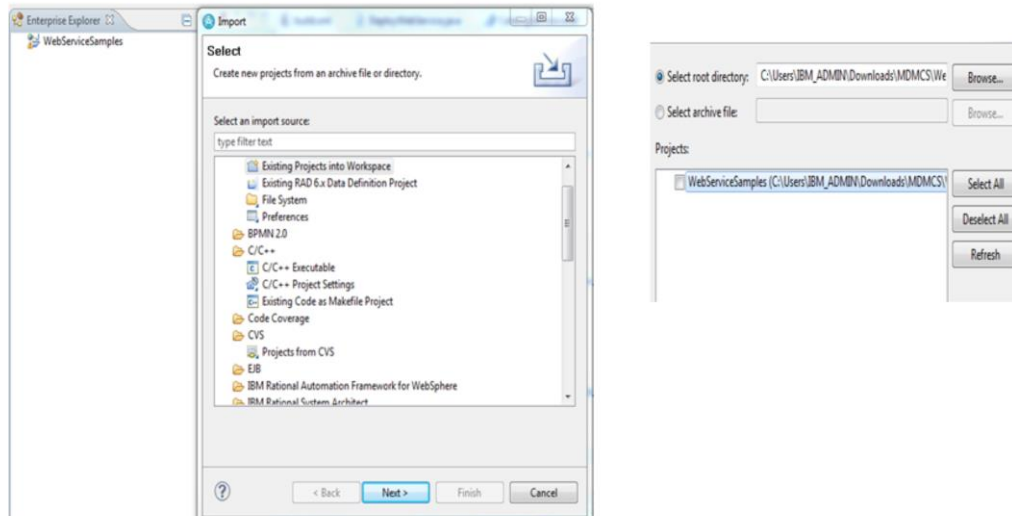 Enterprise Explorer
WebServiceSamples
Import
Select
Create new projects from an archive file or directory.
Select an import source:
type filter text
Existing Projects into Workspace
Existing RAD 6.x Data Definition Project
File System
Preferences
BPMN 2.0
C/C++
C/C++ Executable
C/C++ Project Settings
Existing Code as Makefile Project
Code Coverage
CVS
Projects from CVS
EJB
IBM Rational Automation Framework for WebSphere
IBM Rational System Architect
< Back Next > Finish Cancel
Select root directory: C:\Users\IBM_ADMIN\Downloads\MDMCS\We Browse...
Select archive file: Browse...
Projects:
WebServiceSamples (C:\Users\IBM_ADMIN\Downloads\MDMCS\ Select All
Deselect All
Refresh